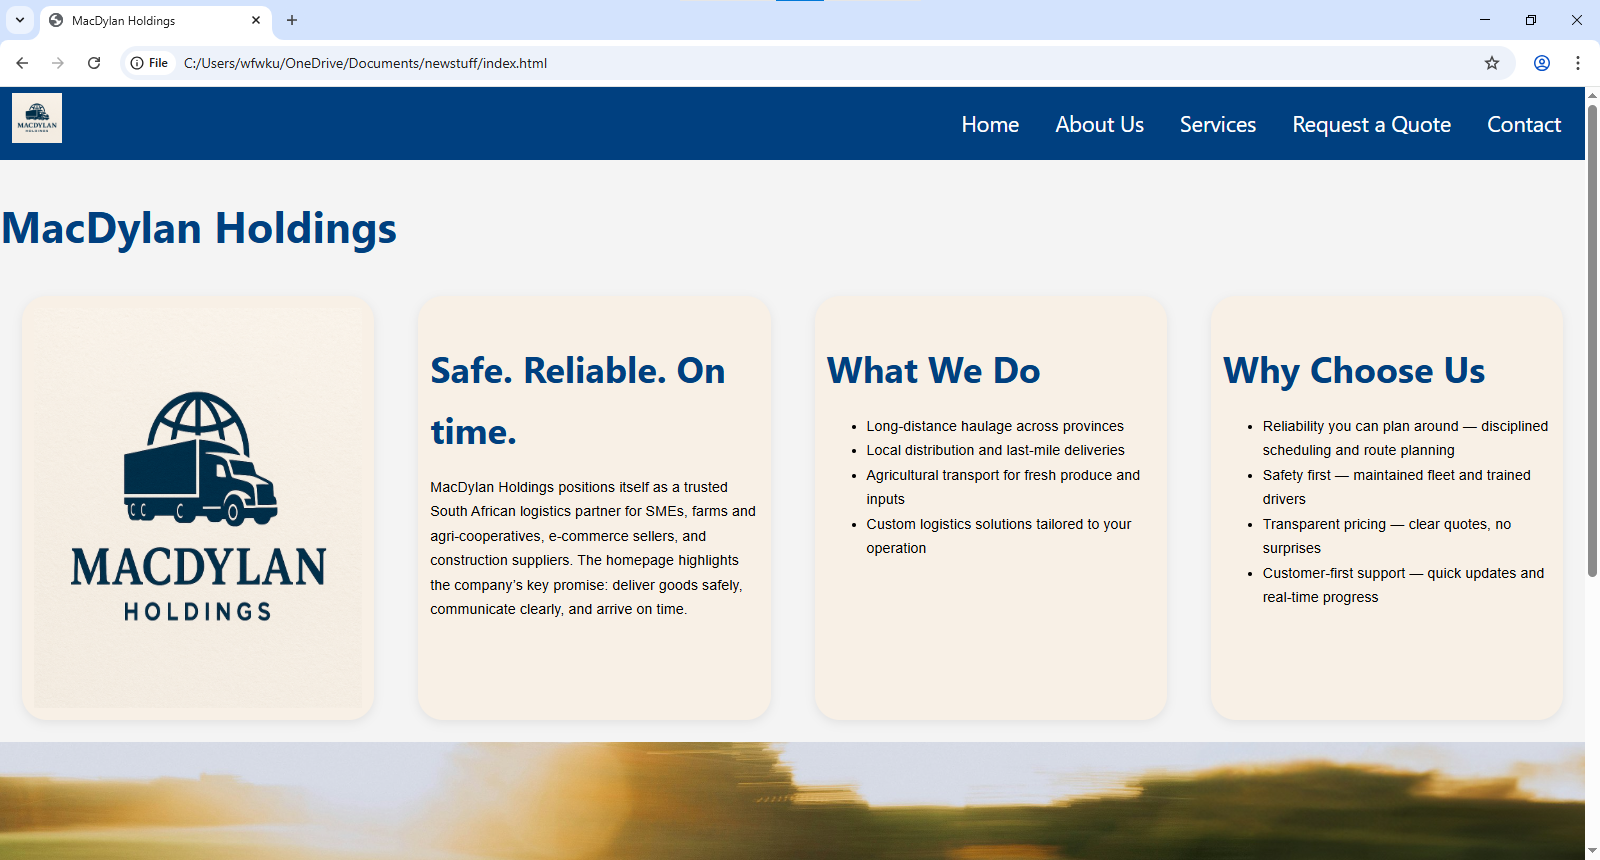 MacDylan Holdings
File
C:/Users/wfwku/OneDrive/Documents/newstuff/index.html
MACDYLAN
HOLDINGS
Home
About Us
Services
Request a Quote
Contact
MacDylan Holdings
MACDYLAN
HOLDINGS
Safe. Reliable. On
time.
MacDylan Holdings positions itself as a trusted
South African logistics partner for SMEs, farms and
agri-cooperatives, e-commerce sellers, and
construction suppliers. The homepage highlights
the company’s key promise: deliver goods safely,
communicate clearly, and arrive on time.
What We Do
• Long-distance haulage across provinces
• Local distribution and last-mile deliveries
• Agricultural transport for fresh produce and
inputs
• Custom logistics solutions tailored to your
operation
Why Choose Us
• Reliability you can plan around — disciplined
scheduling and route planning
• Safety first — maintained fleet and trained
drivers
• Transparent pricing — clear quotes, no
surprises
• Customer-first support — quick updates and
real-time progress